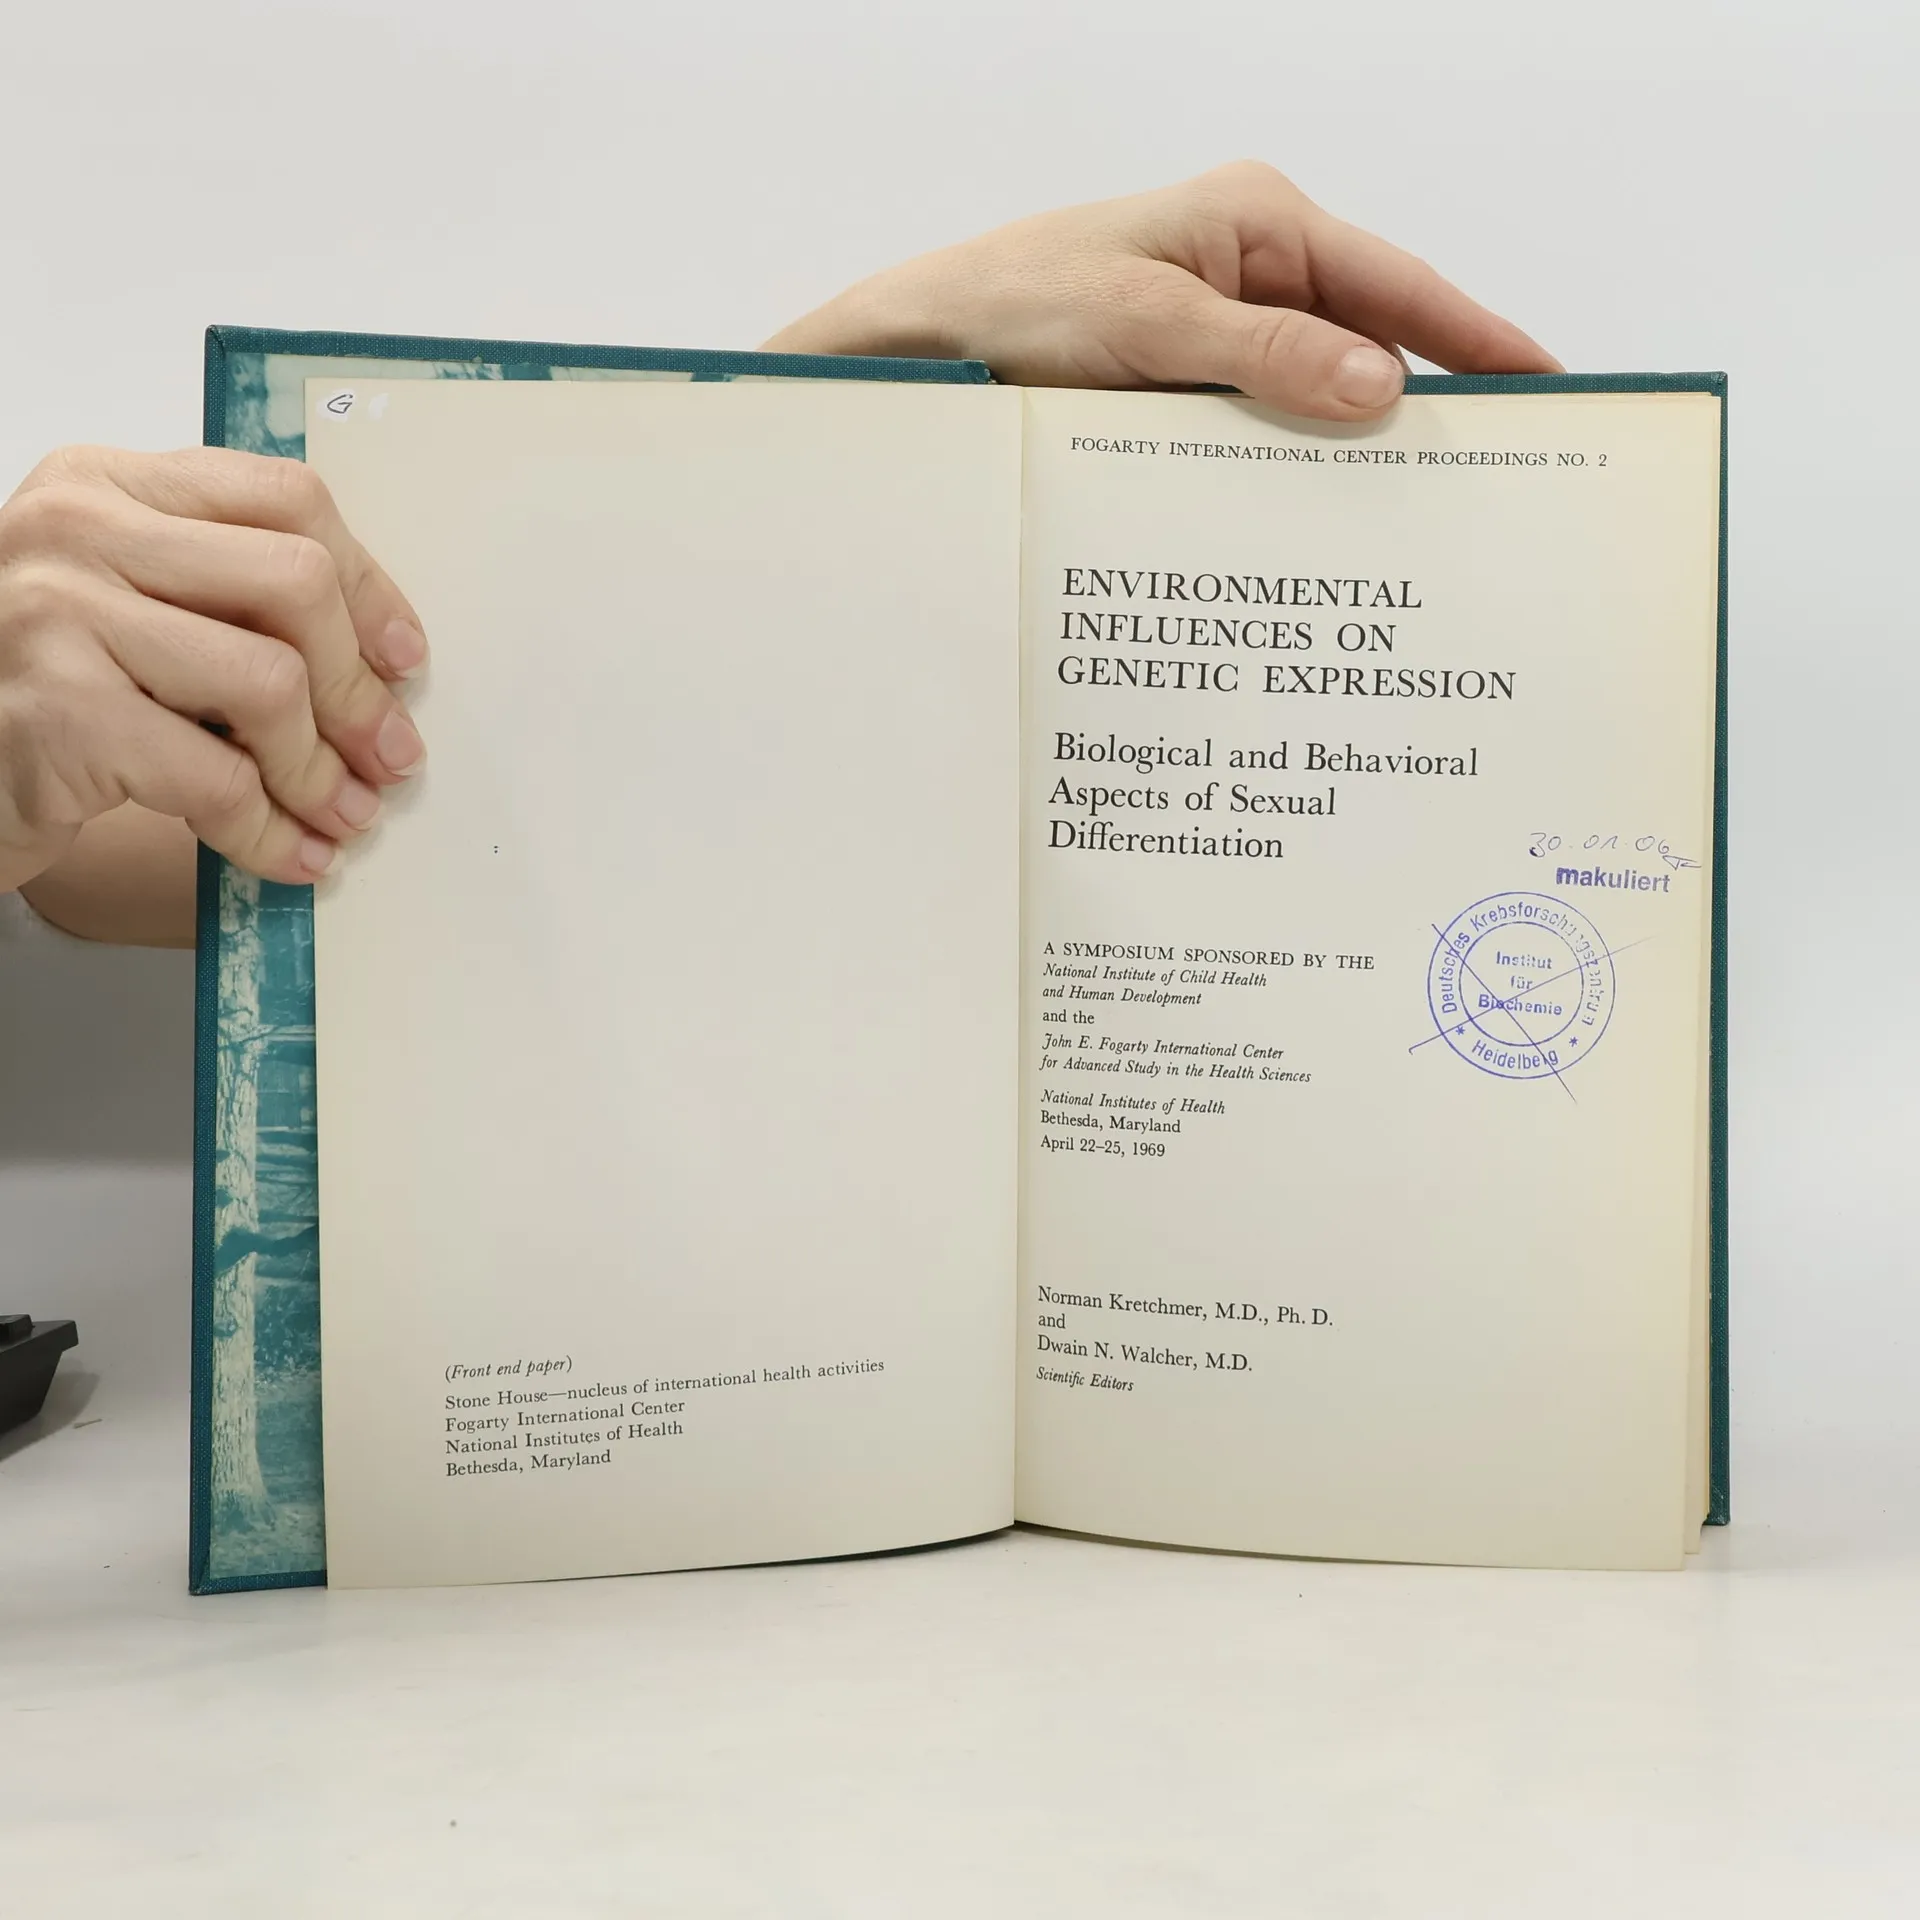 G
(Front end paper)
Stone House—nucleus of international health activities
Fogarty International Center
National Institutes of Health
Bethesda, Maryland
FOGARTY INTERNATIONAL CENTER PROCEEDINGS NO. 2
ENVIRONMENTAL
INFLUENCES ON
GENETIC EXPRESSION
Biological and Behavioral
Aspects of Sexual
Differentiation
30.01.06
makuliert
Deutsches Krebsforschungszentrum
Institut
für
Biochemie
* Heidelberg *
A SYMPOSIUM SPONSORED BY THE
National Institute of Child Health
and Human Development
and the
John E. Fogarty International Center
for Advanced Study in the Health Sciences
National Institutes of Health
Bethesda, Maryland
April 22–25, 1969
Norman Kretchmer, M.D., Ph. D.
and
Dwain N. Walcher, M.D.
Scientific Editors